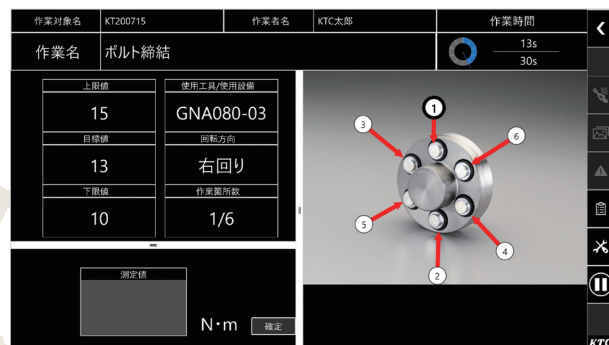 作業対象名 KT200715 作業者名 KTC太郎 作業時間
作業名 ボルト締結 13s
30s
上限値 使用工具/使用設備
15 GNA080-03
目標値 回転方向
13 右回り
下限値 作業箇所数
10 1/6
測定値
N・m 確定
1
3
6
5
4
2
KTC